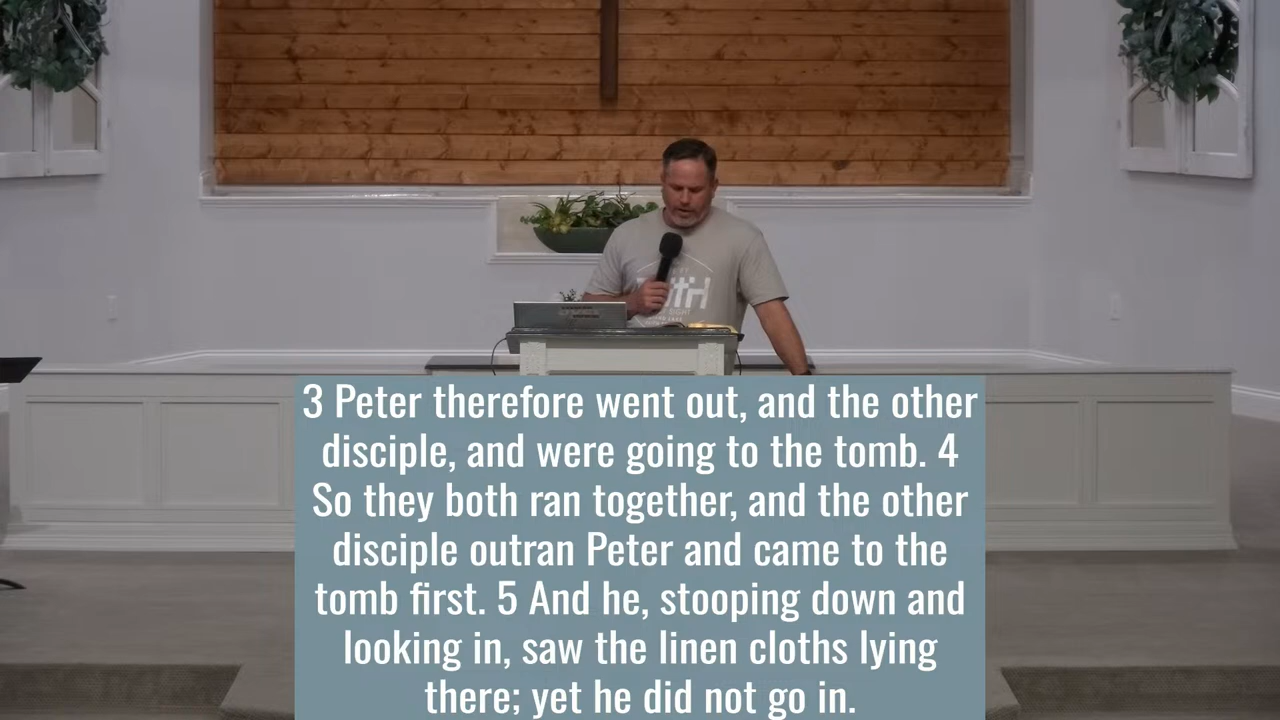 3 Peter therefore went out, and the other
disciple, and were going to the tomb. 4
So they both ran together, and the other
disciple outran Peter and came to the
tomb first. 5 And he, stooping down and
looking in, saw the linen cloths lying
there; yet he did not go in.